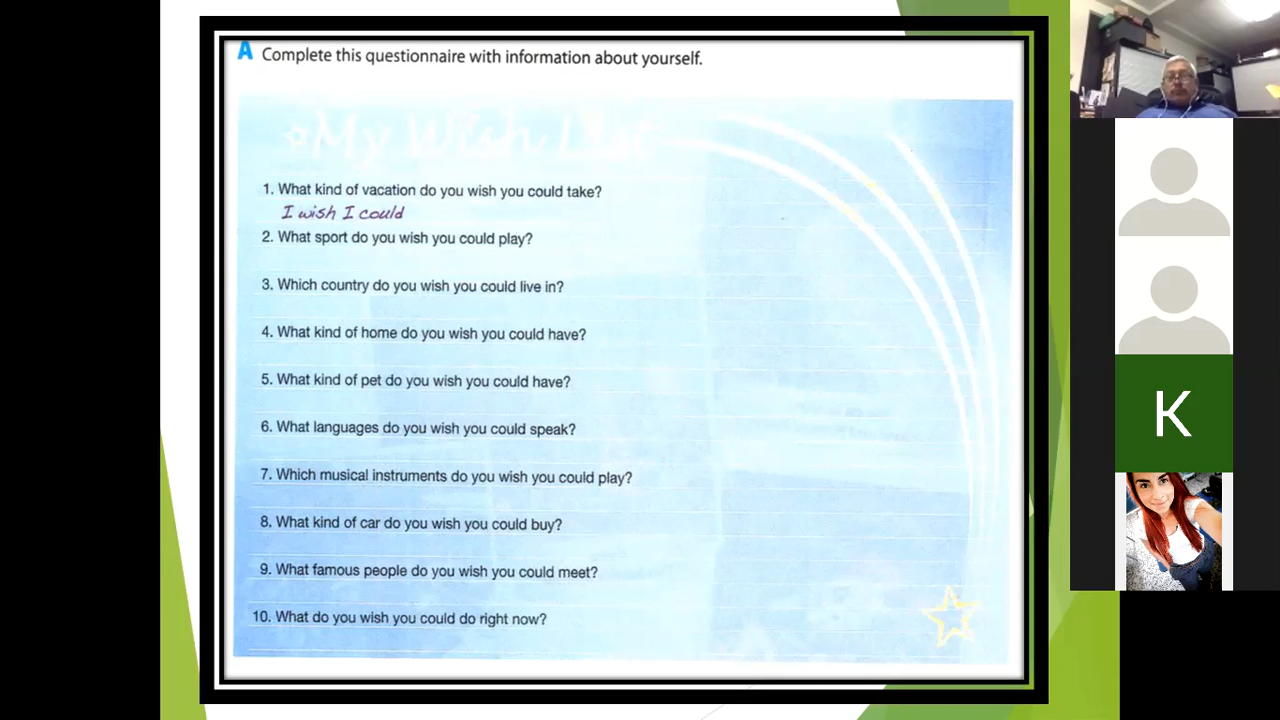 A Complete this questionnaire with information about yourself.
My Wish List
1. What kind of vacation do you wish you could take?
I wish I could
2. What sport do you wish you could play?
3. Which country do you wish you could live in?
4. What kind of home do you wish you could have?
5. What kind of pet do you wish you could have?
6. What languages do you wish you could speak?
7. Which musical instruments do you wish you could play?
8. What kind of car do you wish you could buy?
9. What famous people do you wish you could meet?
10. What do you wish you could do right now?
K